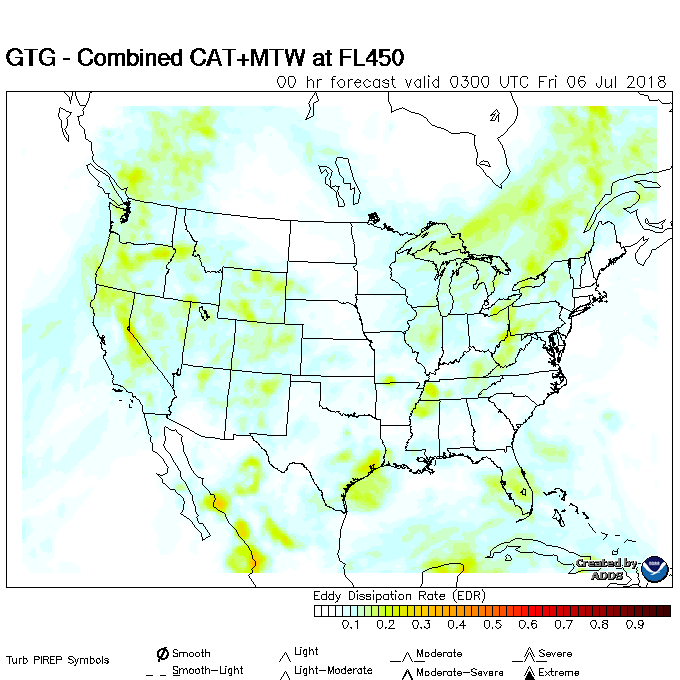 GTG - Combined CAT+MTW at FL450
00 hr forecast valid 0300 UTC Fri 06 Jul 2018
Created by
ADDS
Eddy Dissipation Rate (EDR)
0.1 0.2 0.3 0.4 0.5 0.6 0.7 0.8 0.9
Turb PIREP Symbols
Smooth Light Moderate Severe
Smooth-Light Light-Moderate Moderate-Severe Extreme